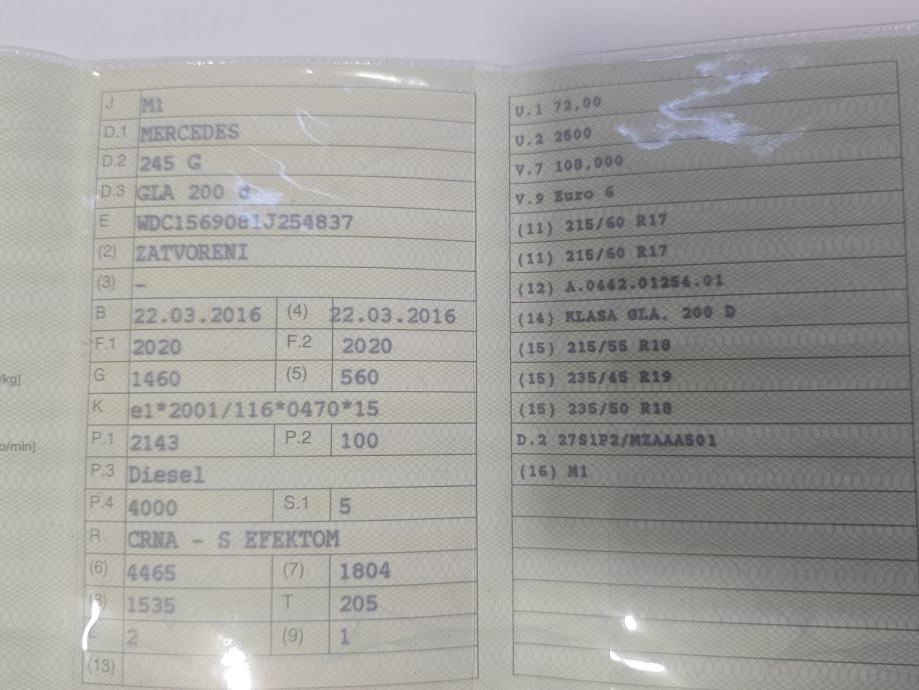 J M1
D.1 MERCEDES
D.2 245 G
D.3 GLA 200 d
E WDC1569081J254837
(2) ZATVORENI
(3) –
B 22.03.2016 (4) 22.03.2016
F.1 2020 F.2 2020
G 1460 (5) 560
K e1*2001/116*0470*15
P.1 2143 P.2 100
P.3 Diesel
P.4 4000 S.1 5
R CRNA - S EFEKTOM
(6) 4465 (7) 1804
(8) 1535 T 205
L 2 (9) 1
(13)
/kg]
o/min]
U.1 72,00
U.2 2500
V.7 108,000
V.9 Euro 6
(11) 215/60 R17
(11) 215/60 R17
(12) A.0442.01254.01
(14) KLASA GLA, 200 D
(15) 215/55 R18
(15) 235/45 R19
(15) 235/50 R18
D.2 27S1P2/MZAAA501
(16) M1